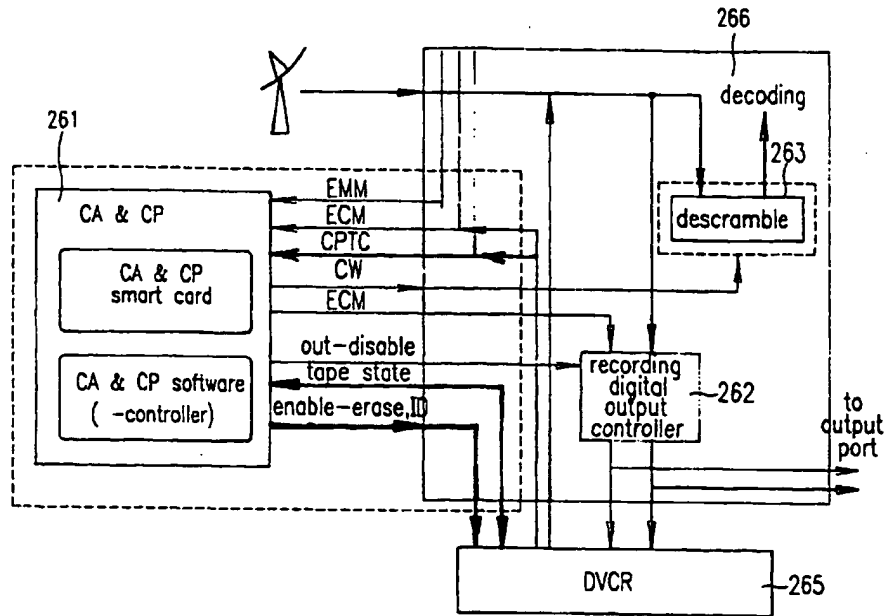 266
decoding
261
263
EMM
CA & CP
ECM
descramble
CPTC
CA & CP
smart card
CW
ECM
out-disable
recording
digital
output
controller
262
tape state
CA & CP software
( -controller)
enable-erase,ID
to
output
port
DVCR
265